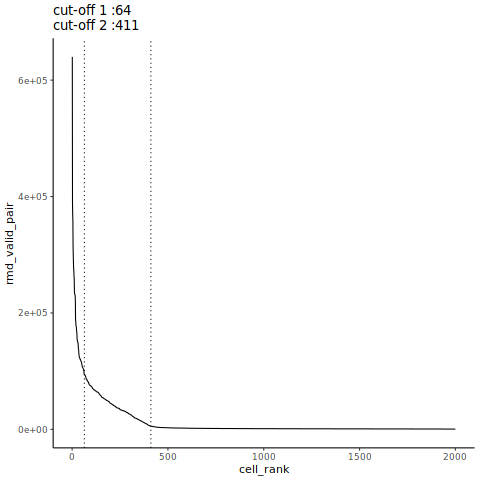 cut-off 1 :64
cut-off 2 :411
6e+05
4e+05
2e+05
0e+00
rmd_valid_pair
0 500 1000 1500 2000
cell_rank